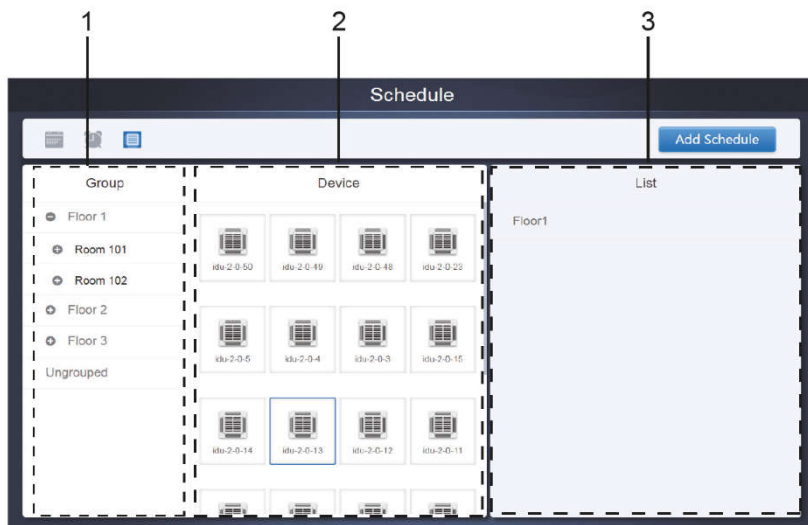 1 2 3
Schedule
Add Schedule
Group
Floor 1
Room 101
Room 102
Floor 2
Floor 3
Ungrouped
Device
idu-2-0-50 idu-2-0-49 idu-2-0-48 idu-2-0-23
idu-2-0-5 idu-2-0-4 idu-2-0-3 idu-2-0-15
idu-2-0-14 idu-2-0-13 idu-2-0-12 idu-2-0-11
List
Floor1